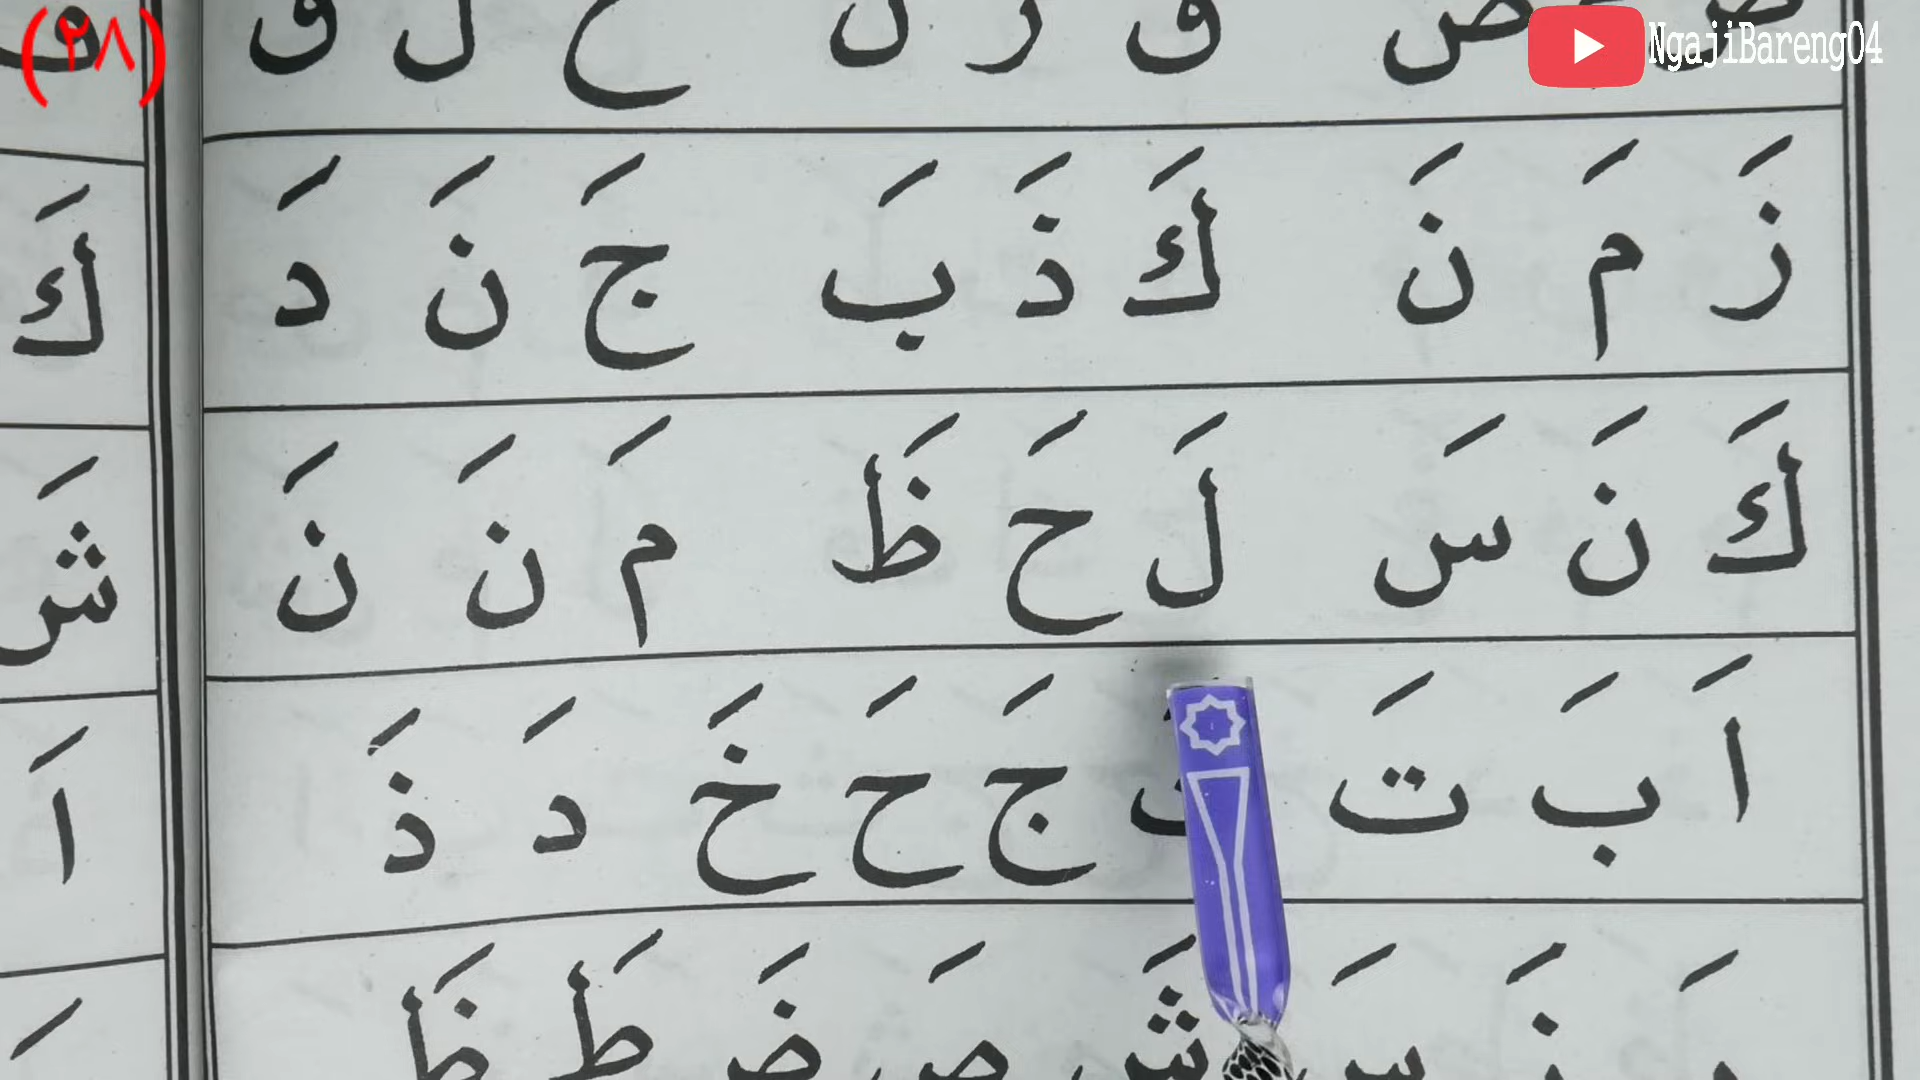 (٢٨)
NgajiBareng04
زَ مَ نَ كَ ذَ بَ جَ نَ دَ
كَ نَ سَ لَ حَ ظَ مَ نَ نَ
اَ بَ تَ جَ حَ خَ دَ ذَ
شَ صَ ضَ طَ ظَ
كَ
شَ
اَ